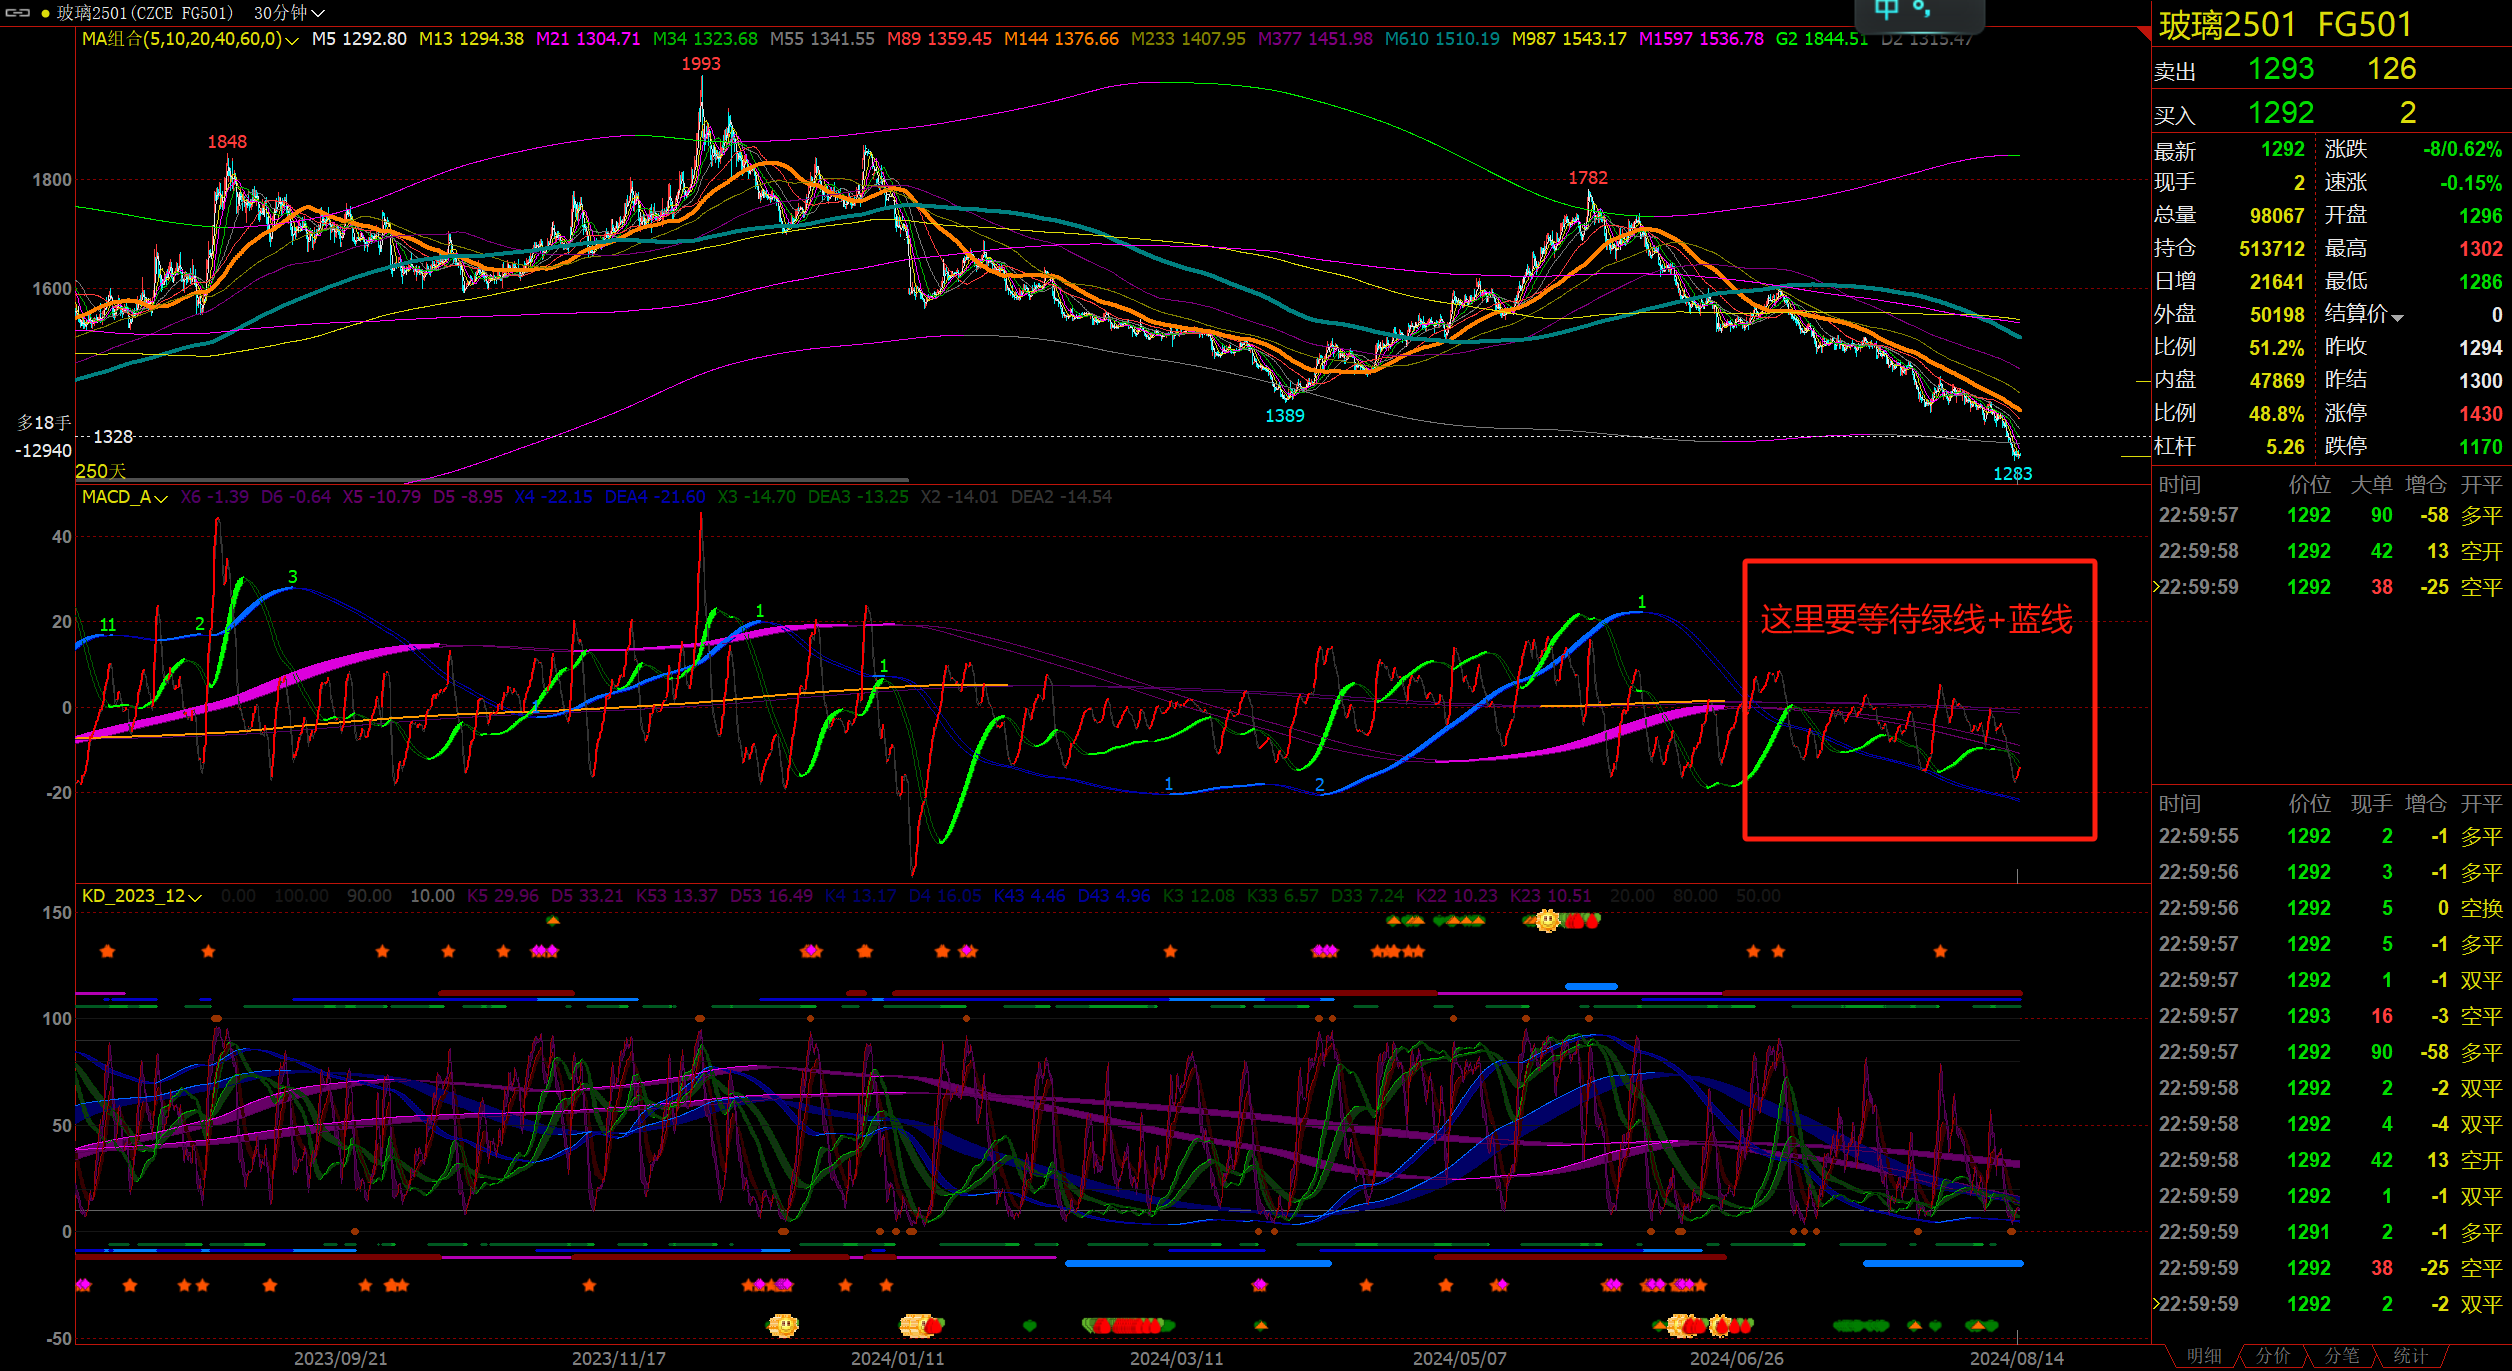 玻璃2501(CZCE FG501) 30分钟
中
MA组合(5,10,20,40,60,0) M5 1292.80 M13 1294.38 M21 1304.71 M34 1323.68 M55 1341.55 M89 1359.45 M144 1376.66 M233 1407.95 M377 1451.98 M610 1510.19 M987 1543.17 M1597 1536.78 G2 1844.51 D2 1315.47
1993
1848
1782
1800
1600
1389
多18手
1328
-12940
250天
1283
MACD_A X6 -1.39 D6 -0.64 X5 -10.79 D5 -8.95 X4 -22.15 DEA4 -21.60 X3 -14.70 DEA3 -13.25 X2 -14.01 DEA2 -14.54
40
20
0
-20
11
2
3
1
1
1
2
1
这里要等待绿线+蓝线
KD_2023_12 0.00 100.00 90.00 10.00 K5 29.96 D5 33.21 K53 13.37 D53 16.49 K4 13.17 D4 16.05 K43 4.46 D43 4.96 K3 12.08 K33 6.57 D33 7.24 K22 10.23 K23 10.51 20.00 80.00 50.00
150
100
50
0
-50
2023/09/21 2023/11/17 2024/01/11 2024/03/11 2024/05/07 2024/06/26 2024/08/14
玻璃2501 FG501
卖出 1293 126
买入 1292 2
最新 1292 涨跌 -8/0.62%
现手 2 速涨 -0.15%
总量 98067 开盘 1296
持仓 513712 最高 1302
日增 21641 最低 1286
外盘 50198 结算价 0
比例 51.2% 昨收 1294
内盘 47869 昨结 1300
比例 48.8% 涨停 1430
杠杆 5.26 跌停 1170
时间 价位 大单 增仓 开平
22:59:57 1292 90 -58 多平
22:59:58 1292 42 13 空开
22:59:59 1292 38 -25 空平
时间 价位 现手 增仓 开平
22:59:55 1292 2 -1 多平
22:59:56 1292 3 -1 多平
22:59:56 1292 5 0 空换
22:59:57 1292 5 -1 多平
22:59:57 1292 1 -1 双平
22:59:57 1293 16 -3 空平
22:59:57 1292 90 -58 多平
22:59:58 1292 2 -2 双平
22:59:58 1292 4 -4 双平
22:59:58 1292 42 13 空开
22:59:59 1292 1 -1 双平
22:59:59 1291 2 -1 多平
22:59:59 1292 38 -25 空平
22:59:59 1292 2 -2 双平
明细 分价 分笔 统计